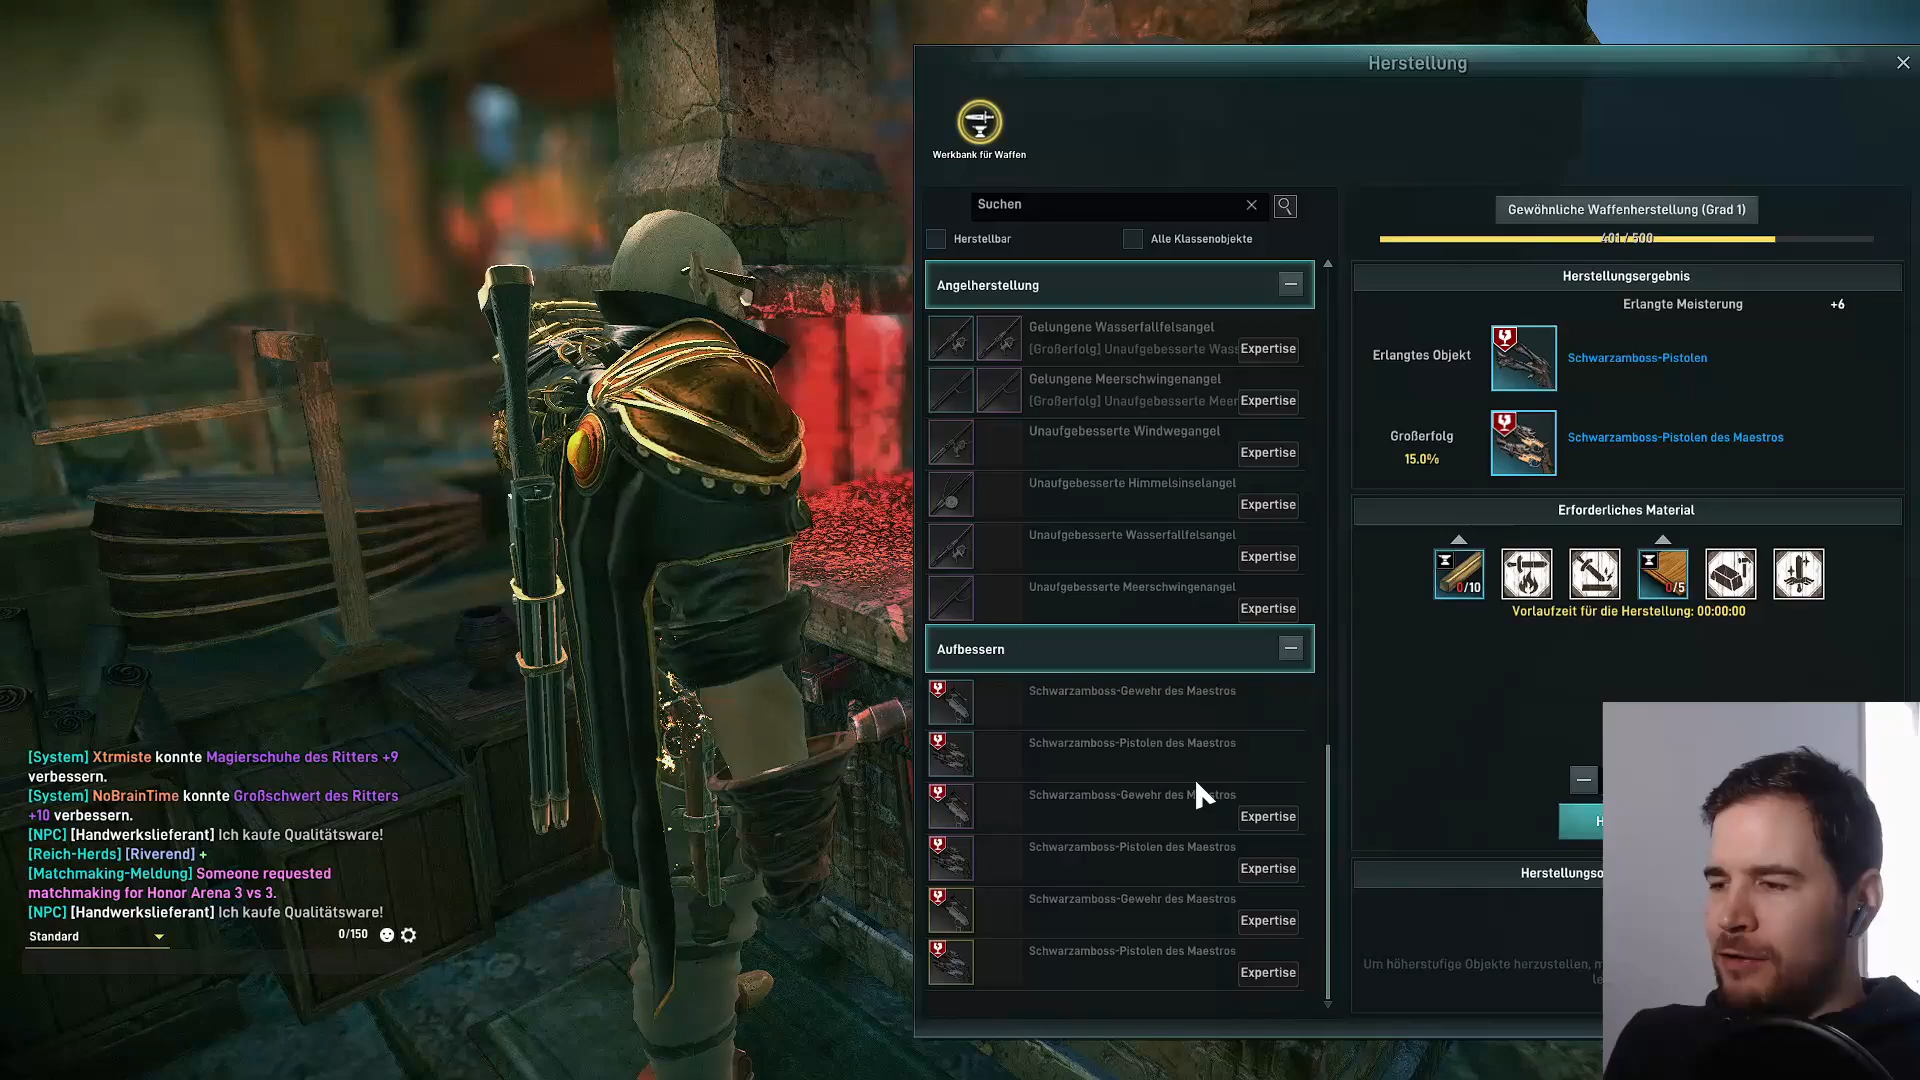 Herstellung
Werkbank für Waffen
Suchen
Herstellbar
Alle Klassenobjekte
Angelherstellung
Gelungene Wasserfallfelsangel
[Großerfolg] Unaufgebesserte Was
Expertise
Gelungene Meerschwingenangel
[Großerfolg] Unaufgebesserte Meer
Expertise
Unaufgebesserte Windwegangel
Expertise
Unaufgebesserte Himmelsinselangel
Expertise
Unaufgebesserte Wasserfallfelsangel
Expertise
Unaufgebesserte Meerschwingenangel
Expertise
Aufbessern
Schwarzamboss-Gewehr des Maestros
Schwarzamboss-Pistolen des Maestros
Schwarzamboss-Gewehr des Maestros
Expertise
Schwarzamboss-Pistolen des Maestros
Expertise
Schwarzamboss-Gewehr des Maestros
Expertise
Schwarzamboss-Pistolen des Maestros
Expertise
Gewöhnliche Waffenherstellung (Grad 1)
401 / 500
Herstellungsergebnis
Erlangte Meisterung +6
Erlangtes Objekt
Schwarzamboss-Pistolen
Großerfolg
15.0%
Schwarzamboss-Pistolen des Maestros
Erforderliches Material
0/10
0/5
Vorlaufzeit für die Herstellung: 00:00:00
H
Herstellungso
Um höherstufige Objekte herzustellen, m
le
[System] Xtrmiste konnte Magierschuhe des Ritters +9
verbessern.
[System] NoBrainTime konnte Großschwert des Ritters
+10 verbessern.
[NPC] [Handwerkslieferant] Ich kaufe Qualitätsware!
[Reich-Herds] [Riverend] +
[Matchmaking-Meldung] Someone requested
matchmaking for Honor Arena 3 vs 3.
[NPC] [Handwerkslieferant] Ich kaufe Qualitätsware!
Standard
0/150